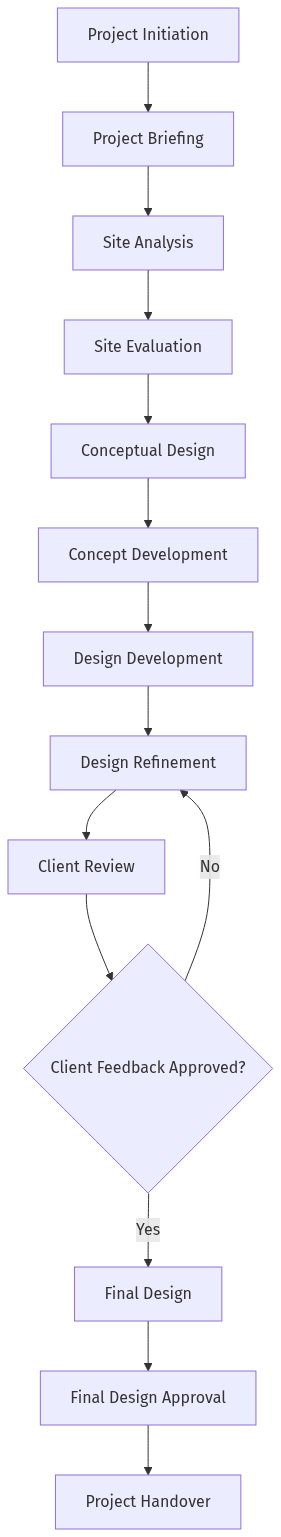 Project Initiation
Project Briefing
Site Analysis
Site Evaluation
Conceptual Design
Concept Development
Design Development
Design Refinement
Client Review
No
Client Feedback Approved?
Yes
Final Design
Final Design Approval
Project Handover